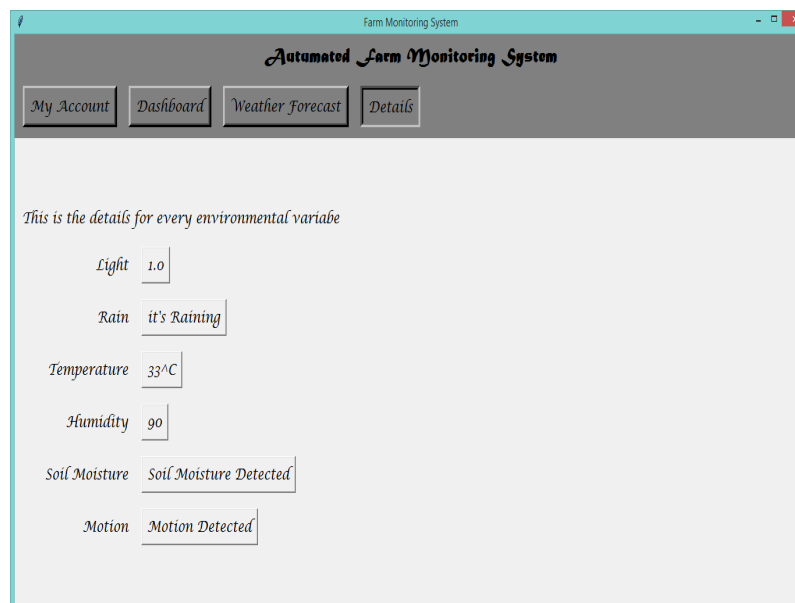 Farm Monitoring System
Automated Farm Monitoring System
My Account Dashboard Weather Forecast Details
This is the details for every environmental variabe
Light 1.0
Rain it's Raining
Temperature 33^C
Humidity 90
Soil Moisture Soil Moisture Detected
Motion Motion Detected